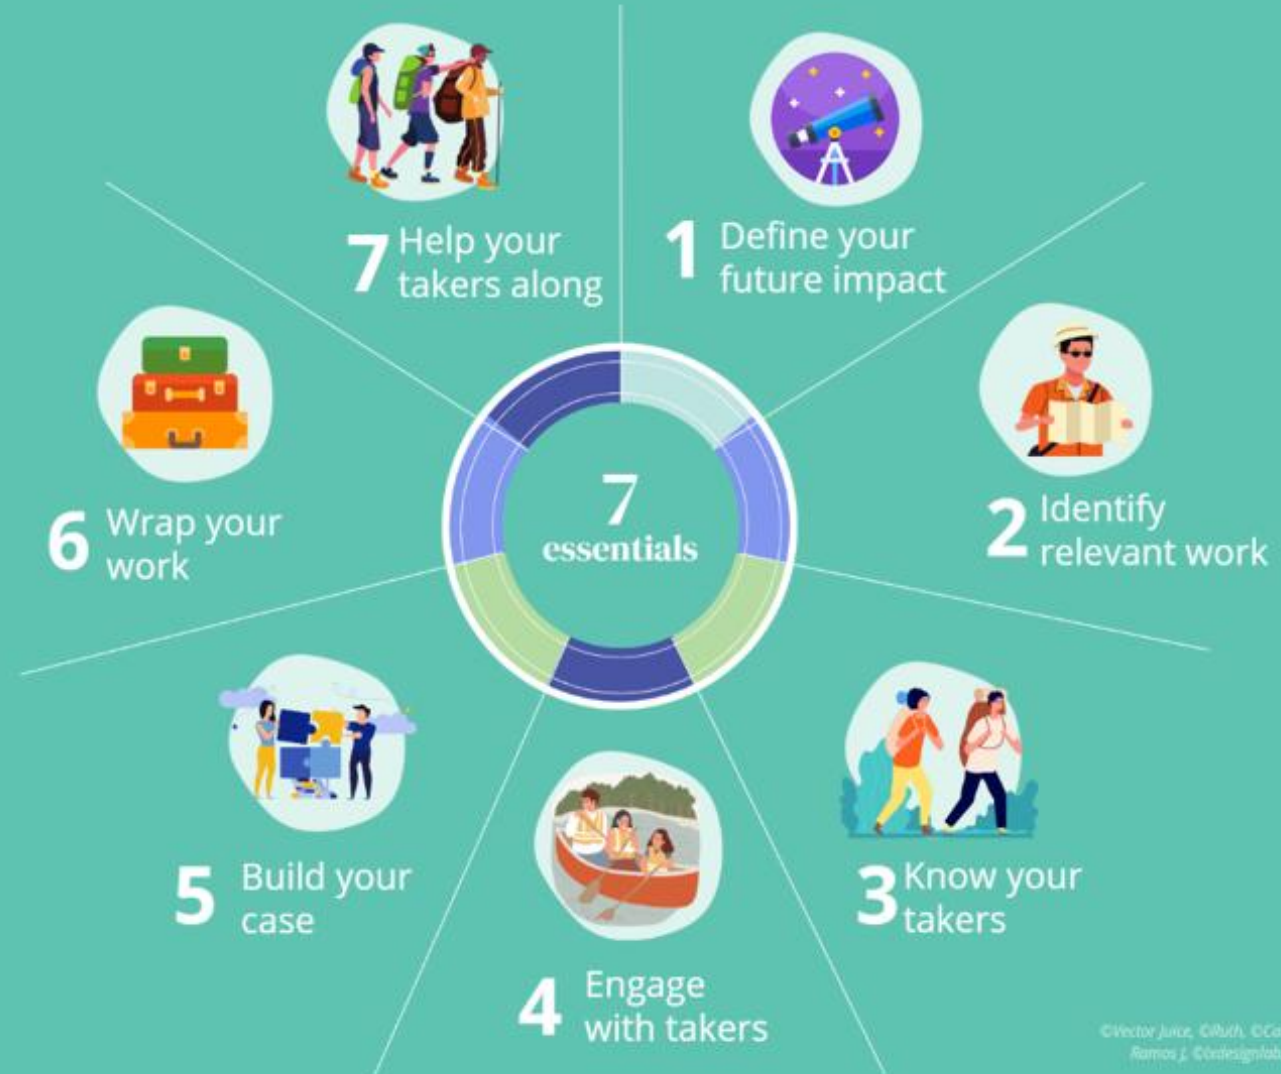 7
essentials
1 Define your
future impact
2 Identify
relevant work
3 Know your
takers
4 Engage
with takers
5 Build your
case
6 Wrap your
work
7 Help your
takers along
©Vector Juice, ©Ruth,
Ramos J,